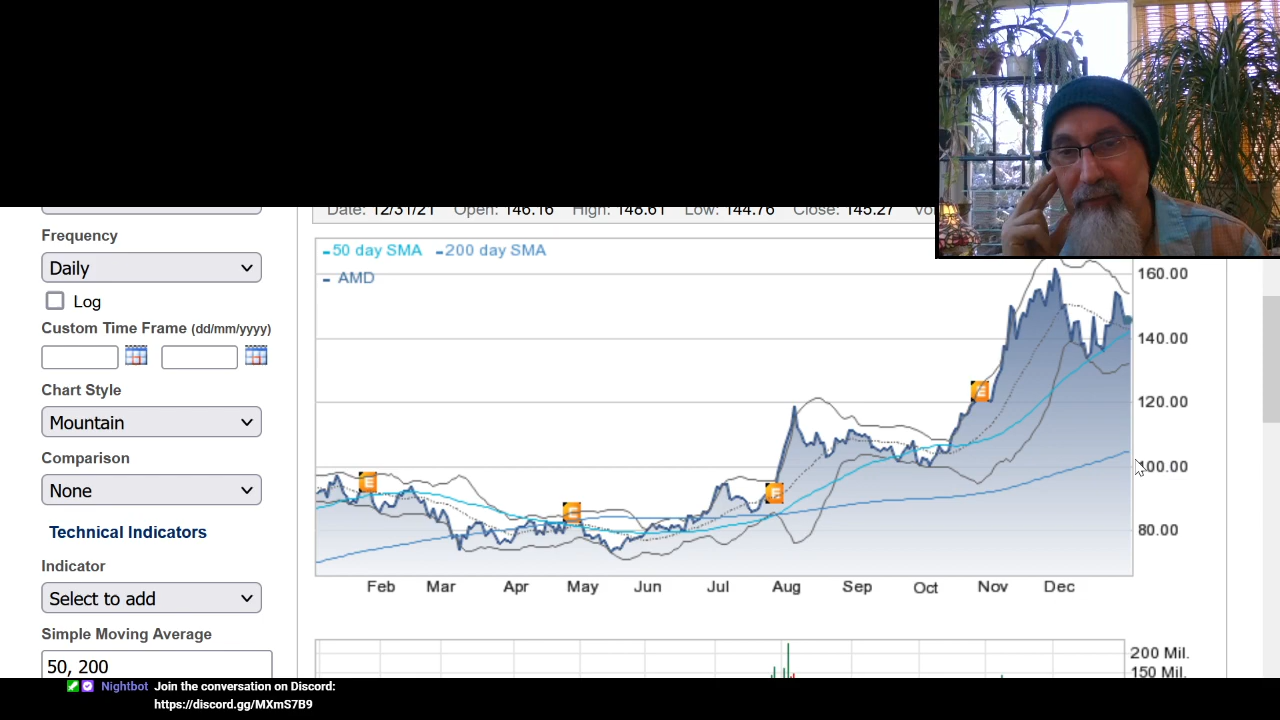 Date: 12/31/21 Open: 146.16 High: 148.61 Low: 144.76 Close: 145.27
Frequency
Daily
Log
Custom Time Frame (dd/mm/yyyy)
Chart Style
Mountain
Comparison
None
Technical Indicators
Indicator
Select to add
Simple Moving Average
50, 200
50 day SMA 200 day SMA
AMD
160.00
140.00
120.00
100.00
80.00
E
E
Feb Mar Apr May Jun Jul Aug Sep Oct Nov Dec
200 Mil.
150 Mil.
Nightbot Join the conversation on Discord:
https://discord.gg/MXmS7B9